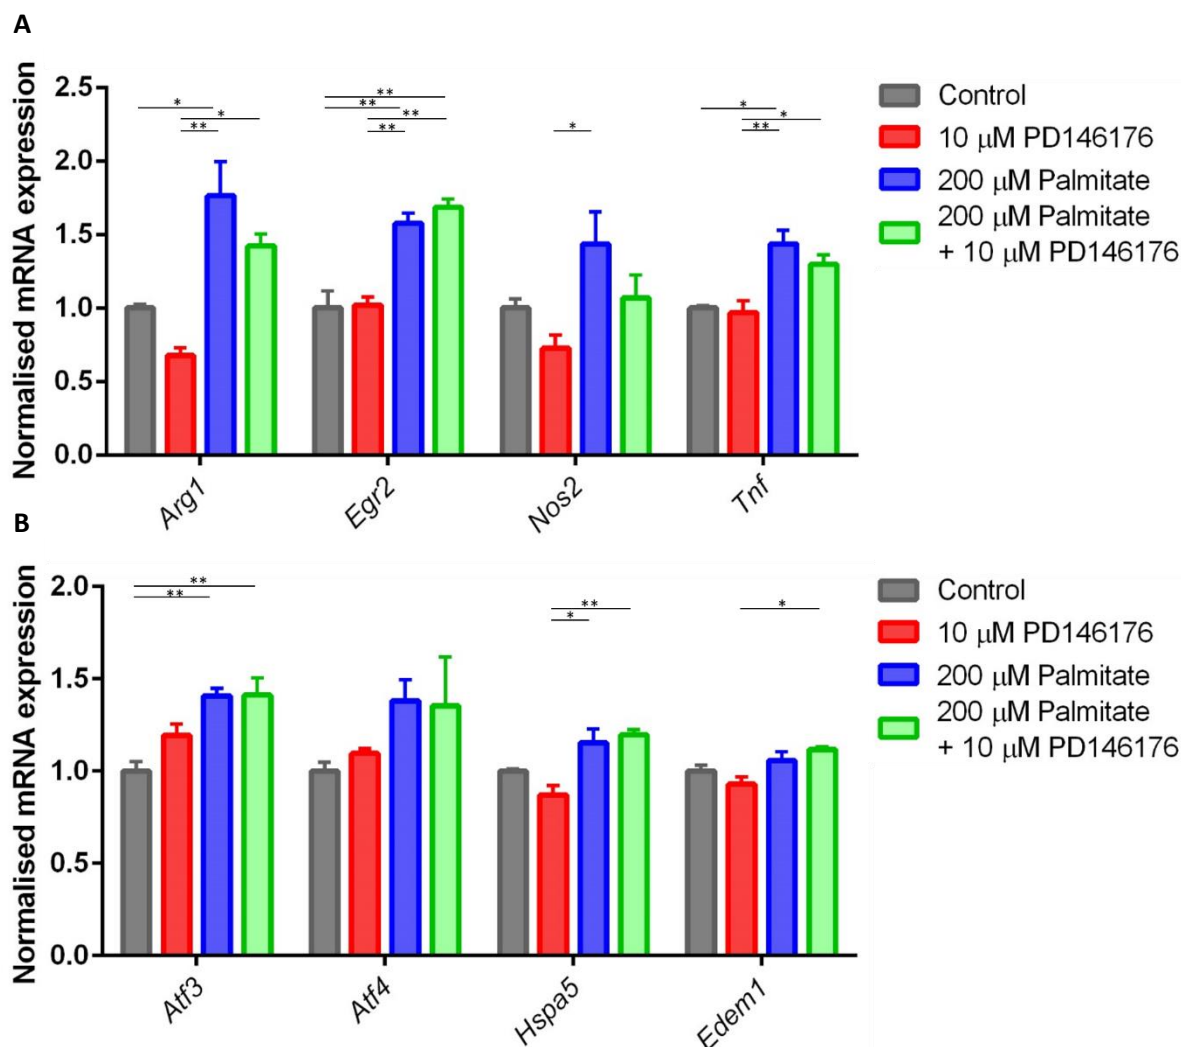 A
Normalised mRNA expression
2.5
2.0
1.5
1.0
0.5
0.0
* ** *
** ** ** **
*
* ** *
Arg1 Egr2 Nos2 Tnf
Control
10 μM PD146176
200 μM Palmitate
200 μM Palmitate
+ 10 μM PD146176
B
Normalised mRNA expression
2.0
1.5
1.0
0.5
0.0
** **
* **
*
Atf3 Atf4 Hspa5 Edem1
Control
10 μM PD146176
200 μM Palmitate
200 μM Palmitate
+ 10 μM PD146176